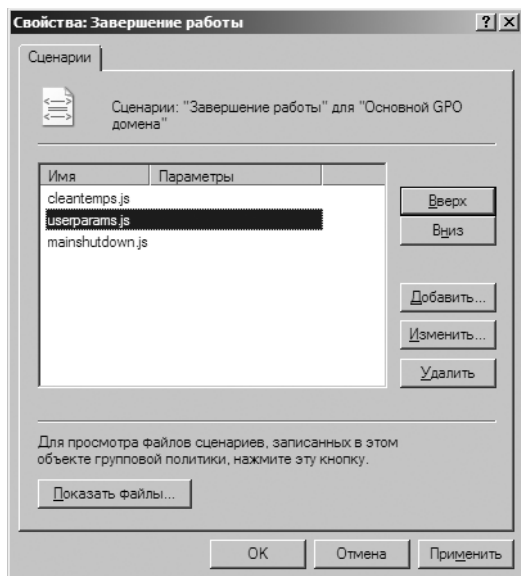 Свойства: Завершение работы
Сценарии
Сценарии: "Завершение работы" для "Основной GPO
домена"
Имя Параметры
cleantemps.js
userparams.js
mainshutdown.js
Вверх
Вниз
Добавить...
Изменить...
Удалить
Для просмотра файлов сценариев, записанных в этом
объекте групповой политики, нажмите эту кнопку.
Показать файлы...
OK Отмена Применить